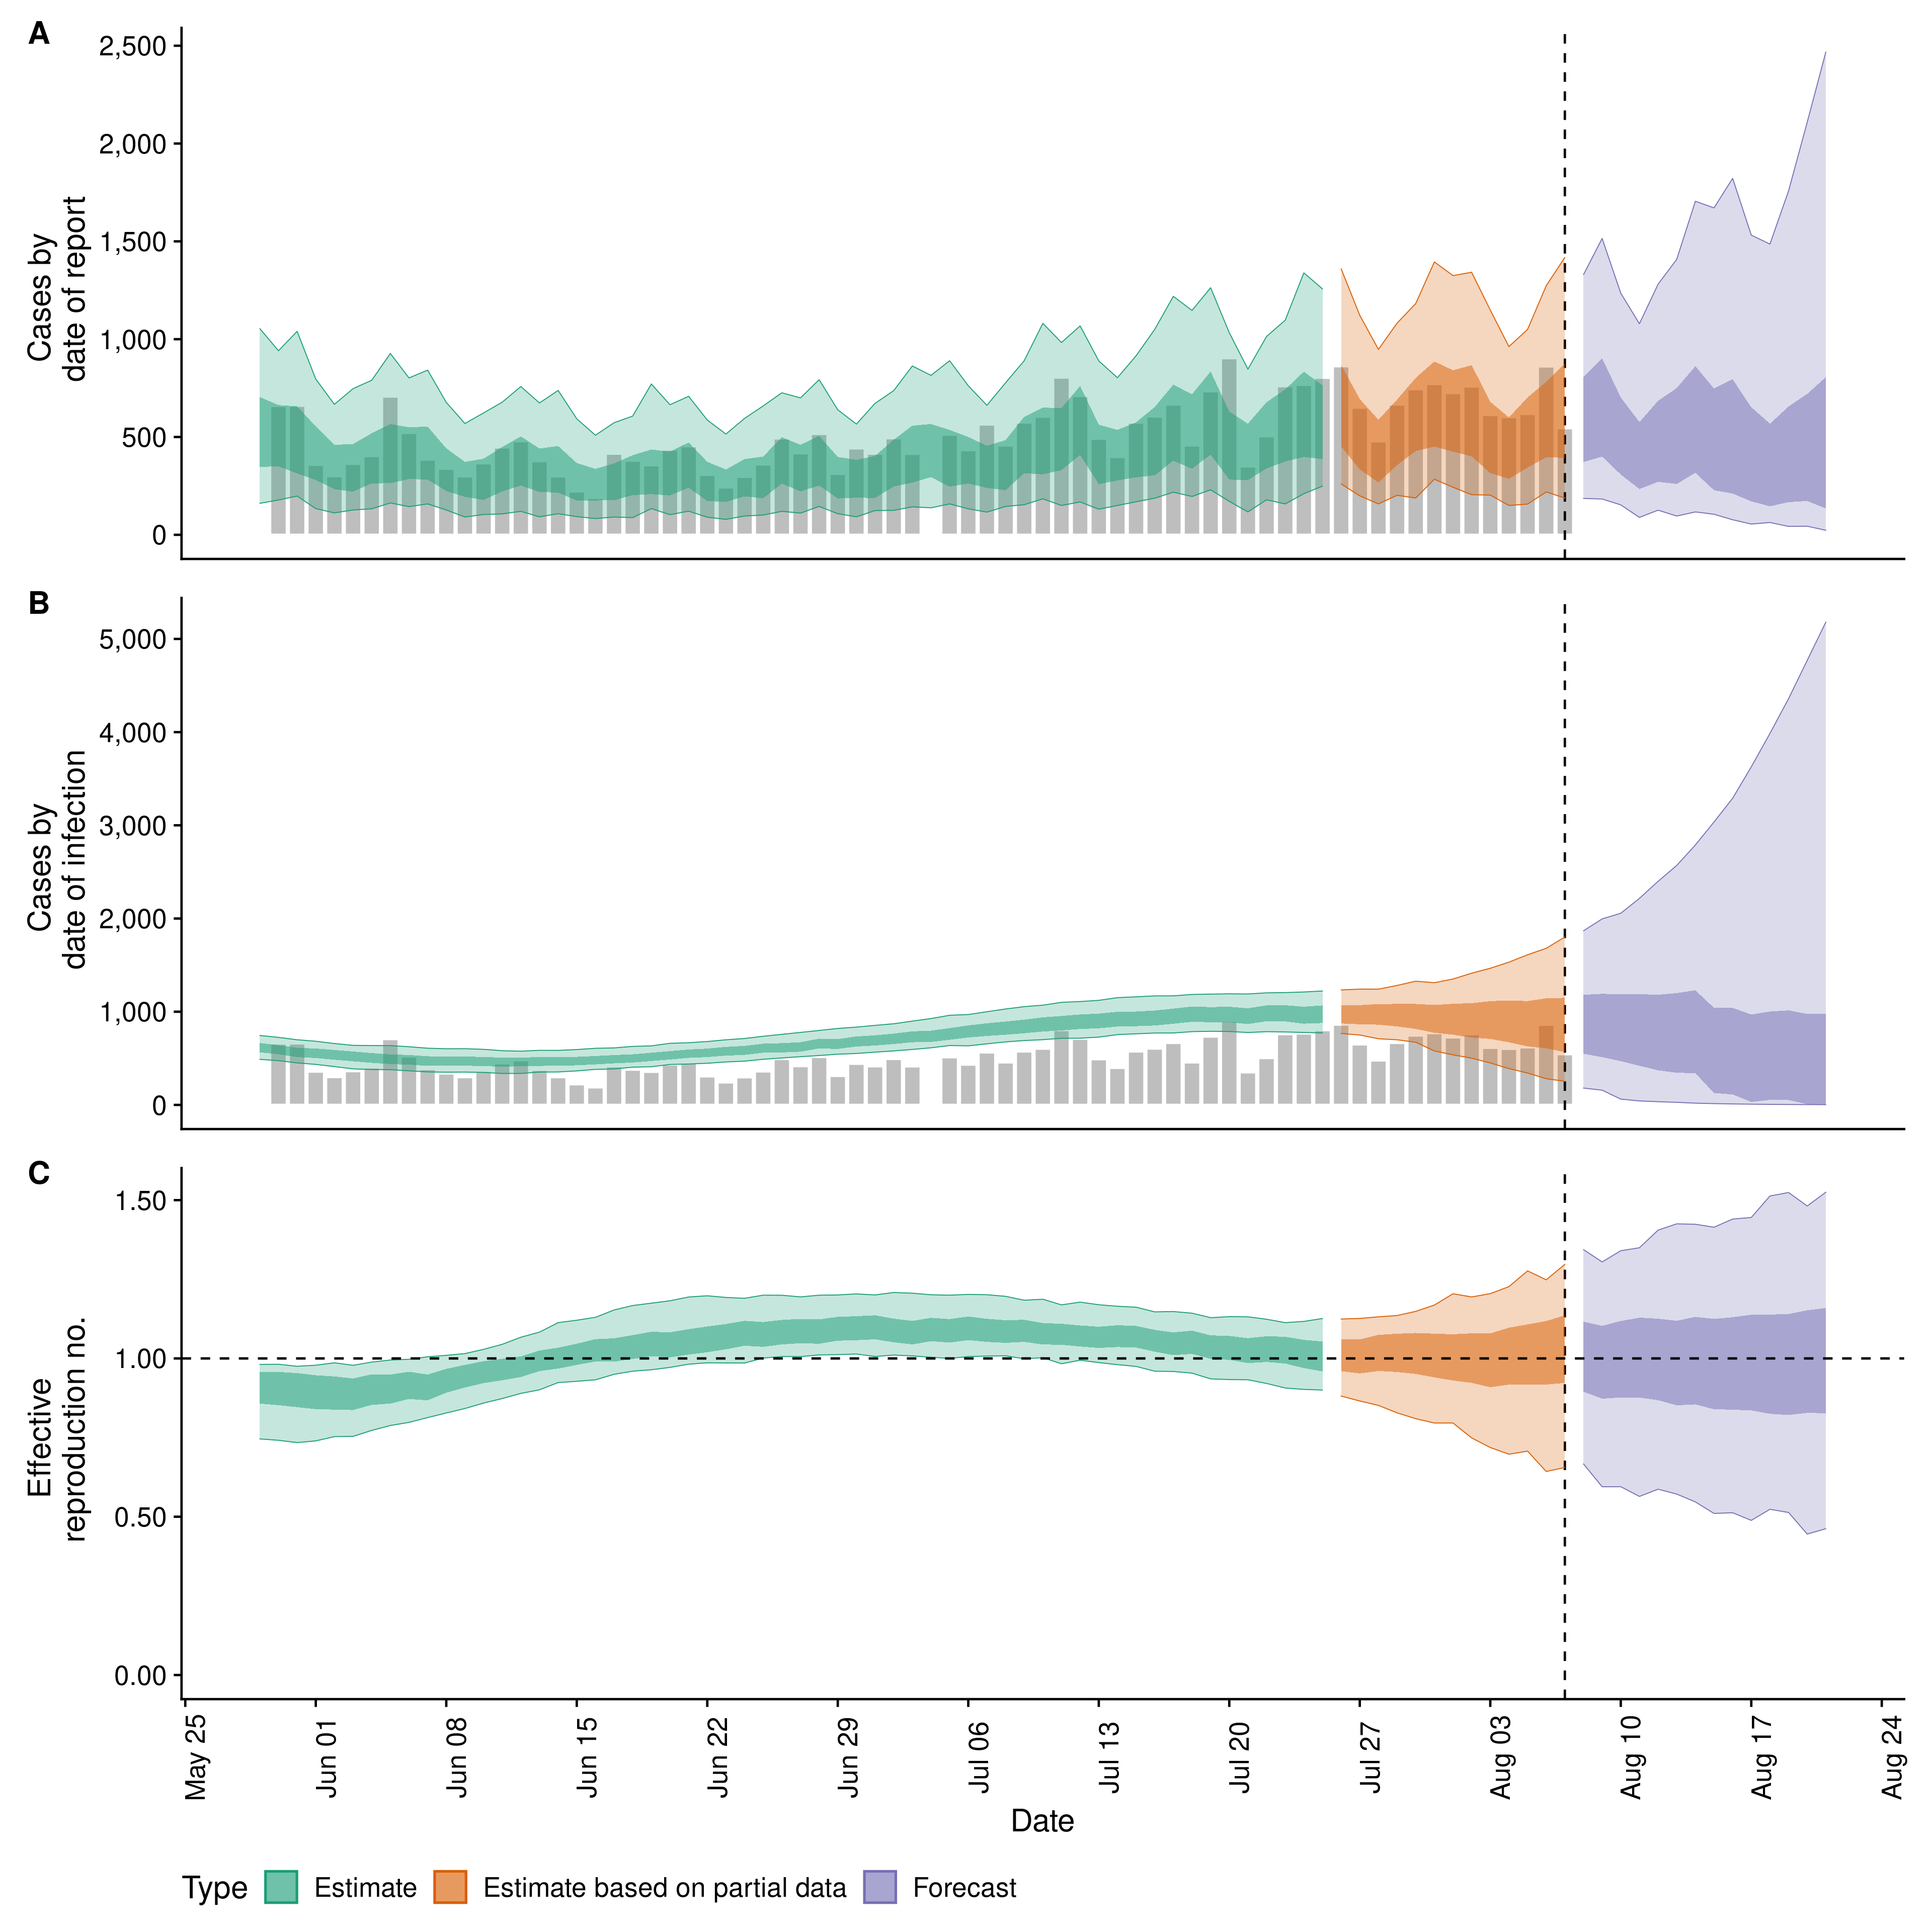 A
2,500
2,000
1,500
1,000
500
0
Cases by
date of report
B
5,000
4,000
3,000
2,000
1,000
0
Cases by
date of infection
C
1.50
1.00
0.50
0.00
Effective
reproduction no.
May 25
Jun 01
Jun 08
Jun 15
Jun 22
Jun 29
Jul 06
Jul 13
Jul 20
Jul 27
Aug 03
Aug 10
Aug 17
Aug 24
Date
Type Estimate Estimate based on partial data Forecast